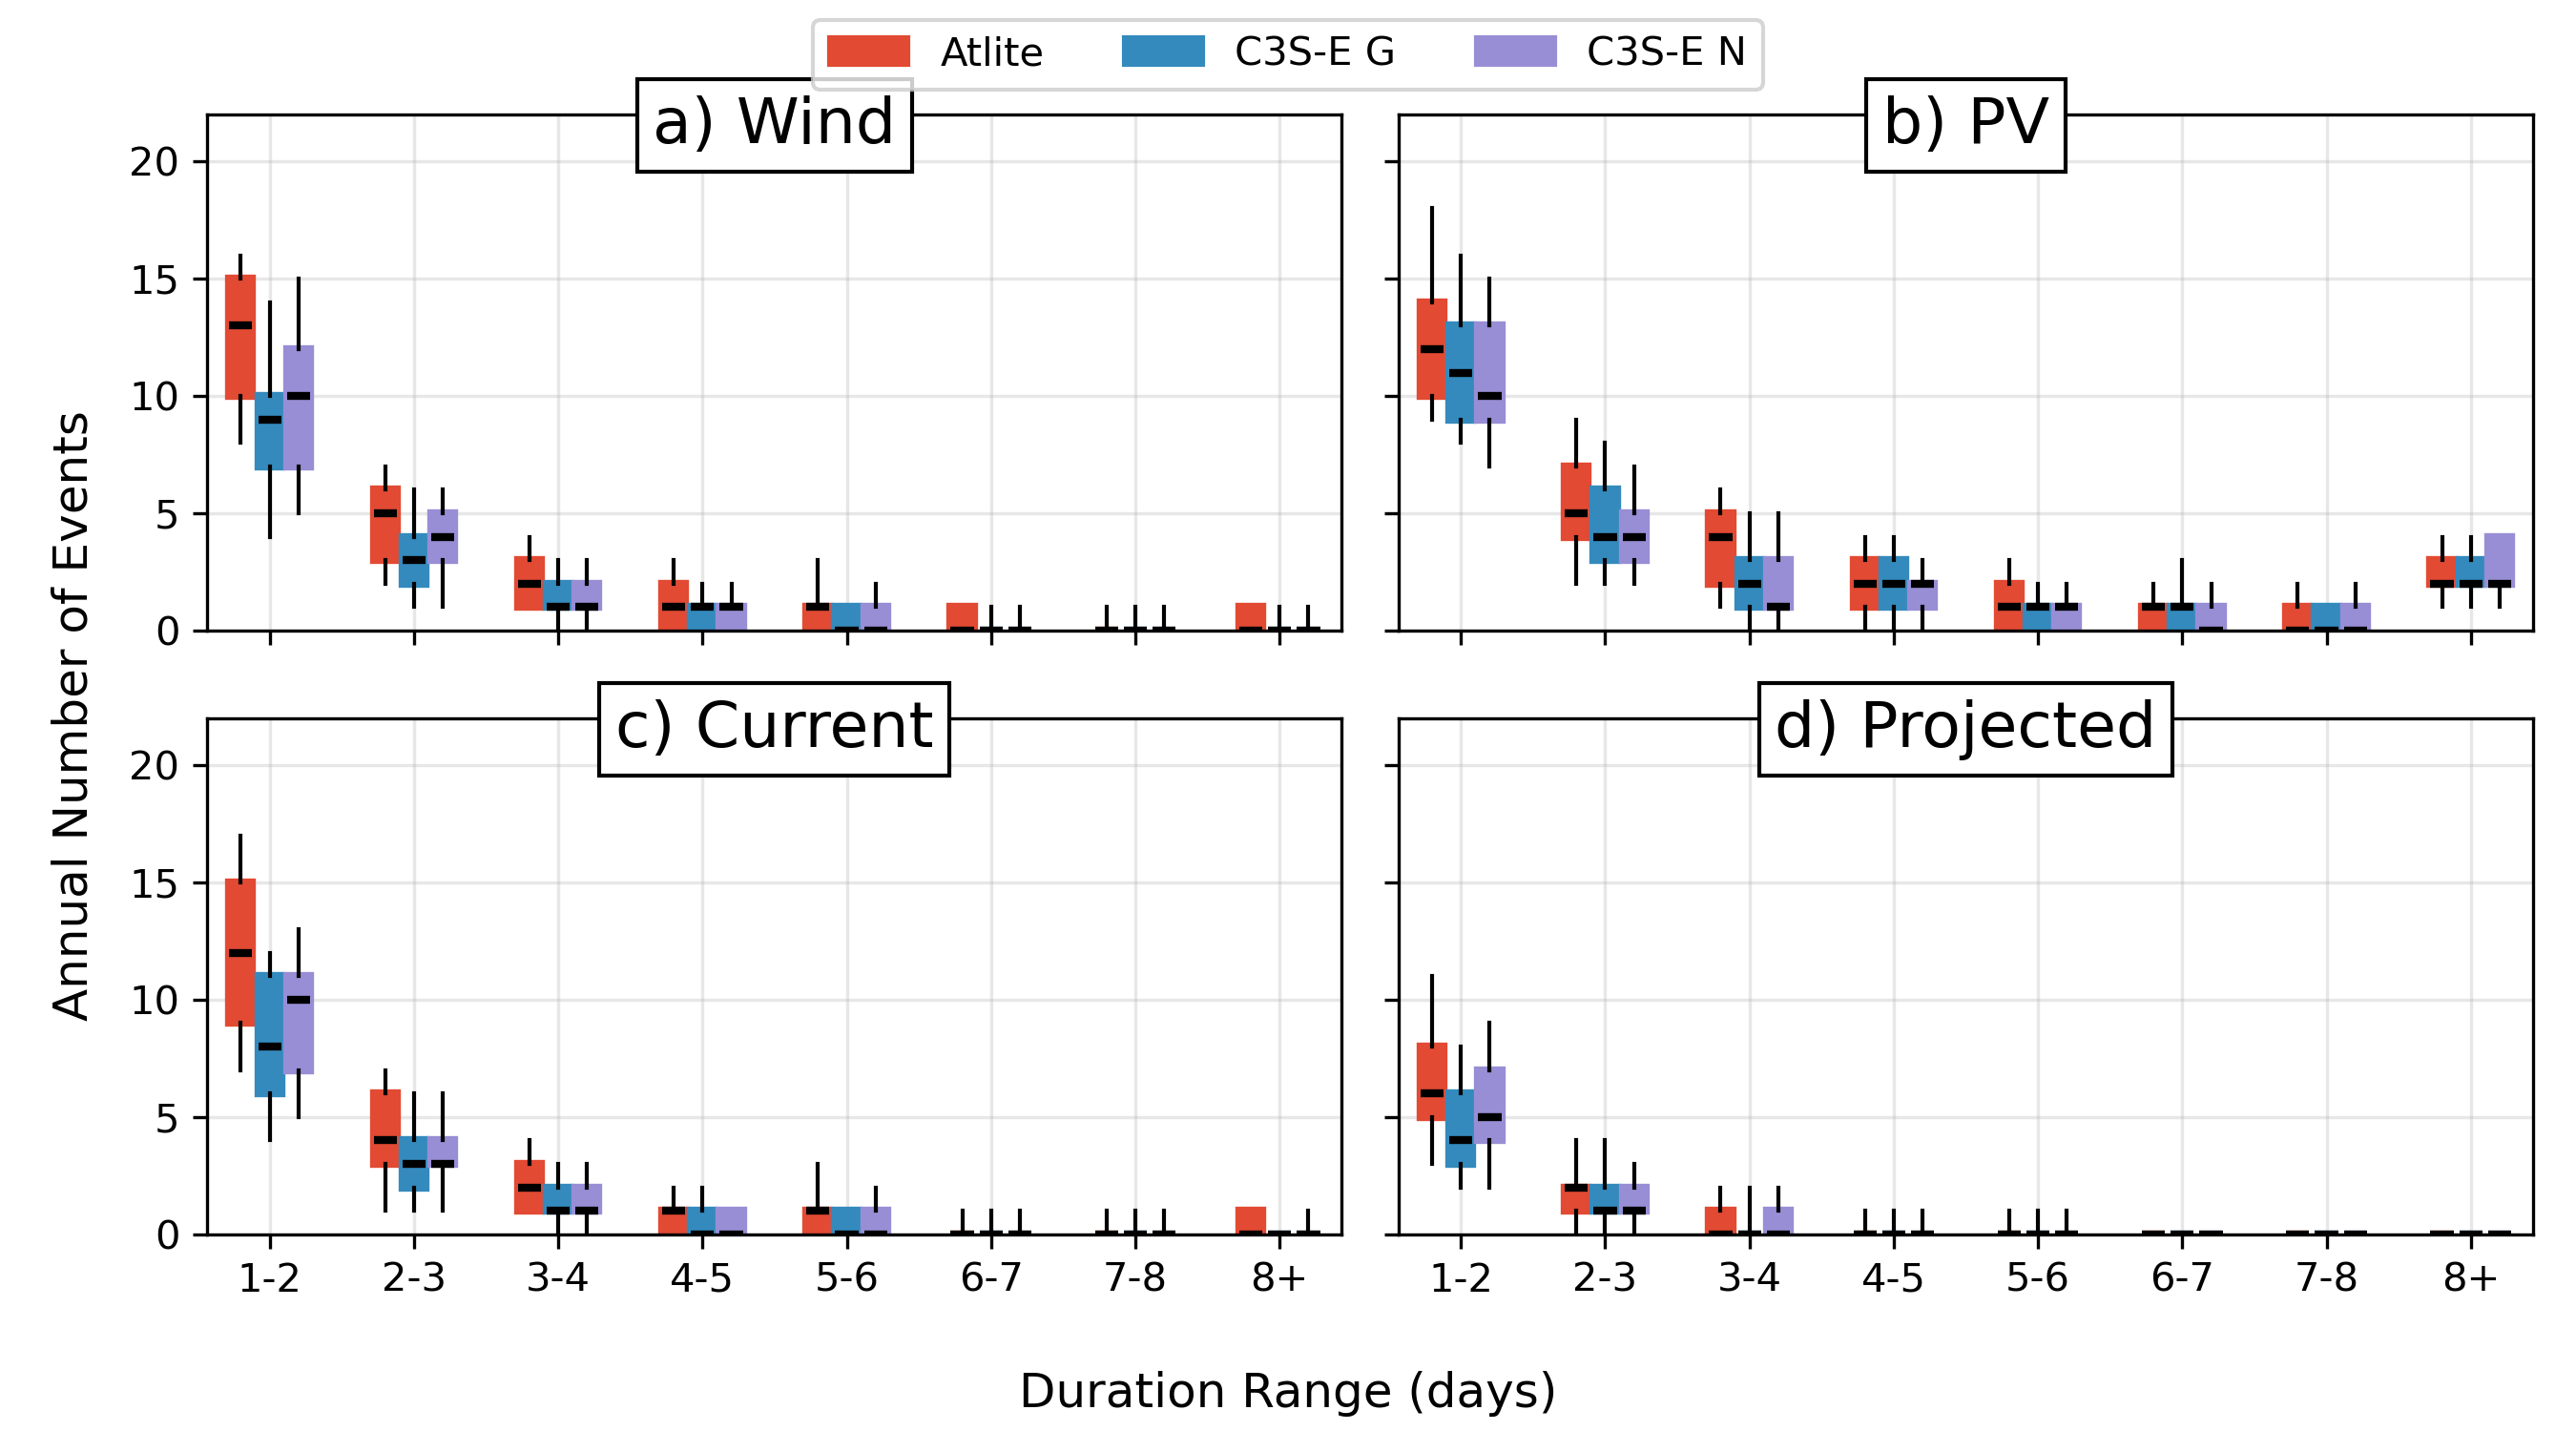 Atlite C3S-E G C3S-E N
a) Wind
b) PV
20
15
10
5
0
Annual Number of Events
c) Current
d) Projected
20
15
10
5
0
1-2 2-3 3-4 4-5 5-6 6-7 7-8 8+
1-2 2-3 3-4 4-5 5-6 6-7 7-8 8+
Duration Range (days)